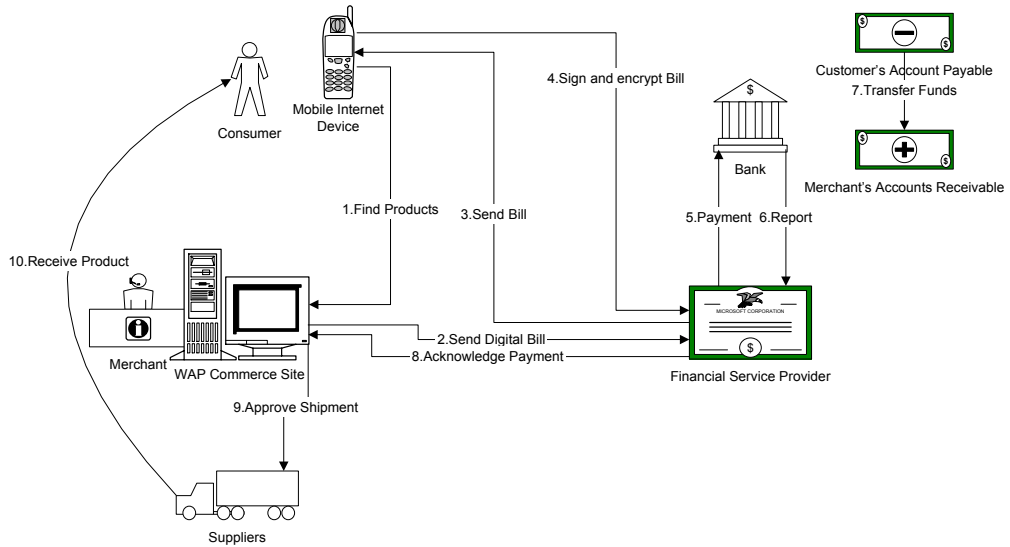 4.Sign and encrypt Bill
$
$
Customer's Account Payable
7.Transfer Funds
$
$
Merchant's Accounts Receivable
Mobile Internet
Device
Consumer
$
Bank
1.Find Products
3.Send Bill
5.Payment
6.Report
10.Receive Product
i
Merchant
WAP Commerce Site
2.Send Digital Bill
8.Acknowledge Payment
MICROSOFT CORPORATION
$
Financial Service Provider
9.Approve Shipment
Suppliers